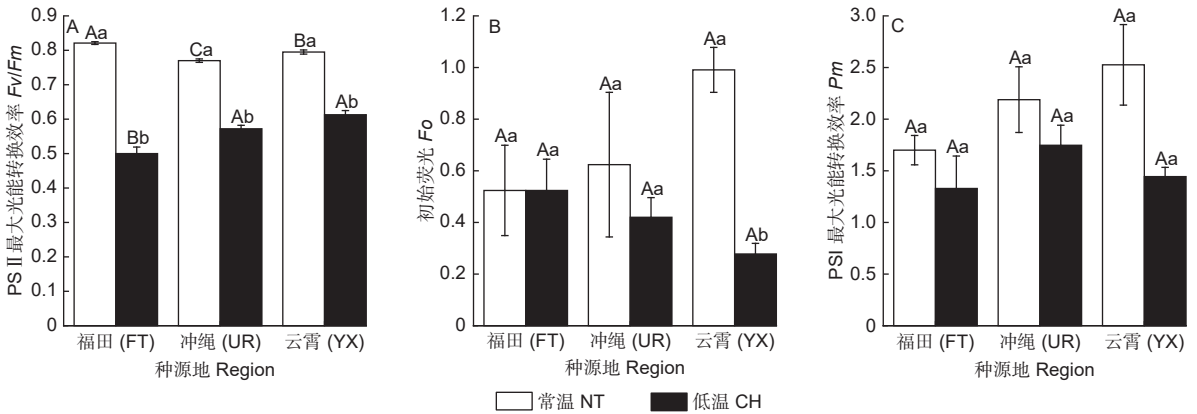 A
PSⅡ最大光能转换效率 Fv/Fm
0.9
0.8
0.7
0.6
0.5
0.4
0.3
0.2
0.1
0
Aa
Bb
Ca
Ab
Ba
Ab
福田 (FT)
冲绳 (UR)
云霄 (YX)
种源地 Region
B
初始荧光 Fo
1.2
1.0
0.8
0.6
0.4
0.2
0
Aa
Aa
Aa
Aa
Aa
Ab
福田 (FT)
冲绳 (UR)
云霄 (YX)
种源地 Region
C
PSI 最大光能转换效率 Pm
3.0
2.5
2.0
1.5
1.0
0.5
0
Aa
Aa
Aa
Aa
Aa
Aa
福田 (FT)
冲绳 (UR)
云霄 (YX)
种源地 Region
常温 NT
低温 CH